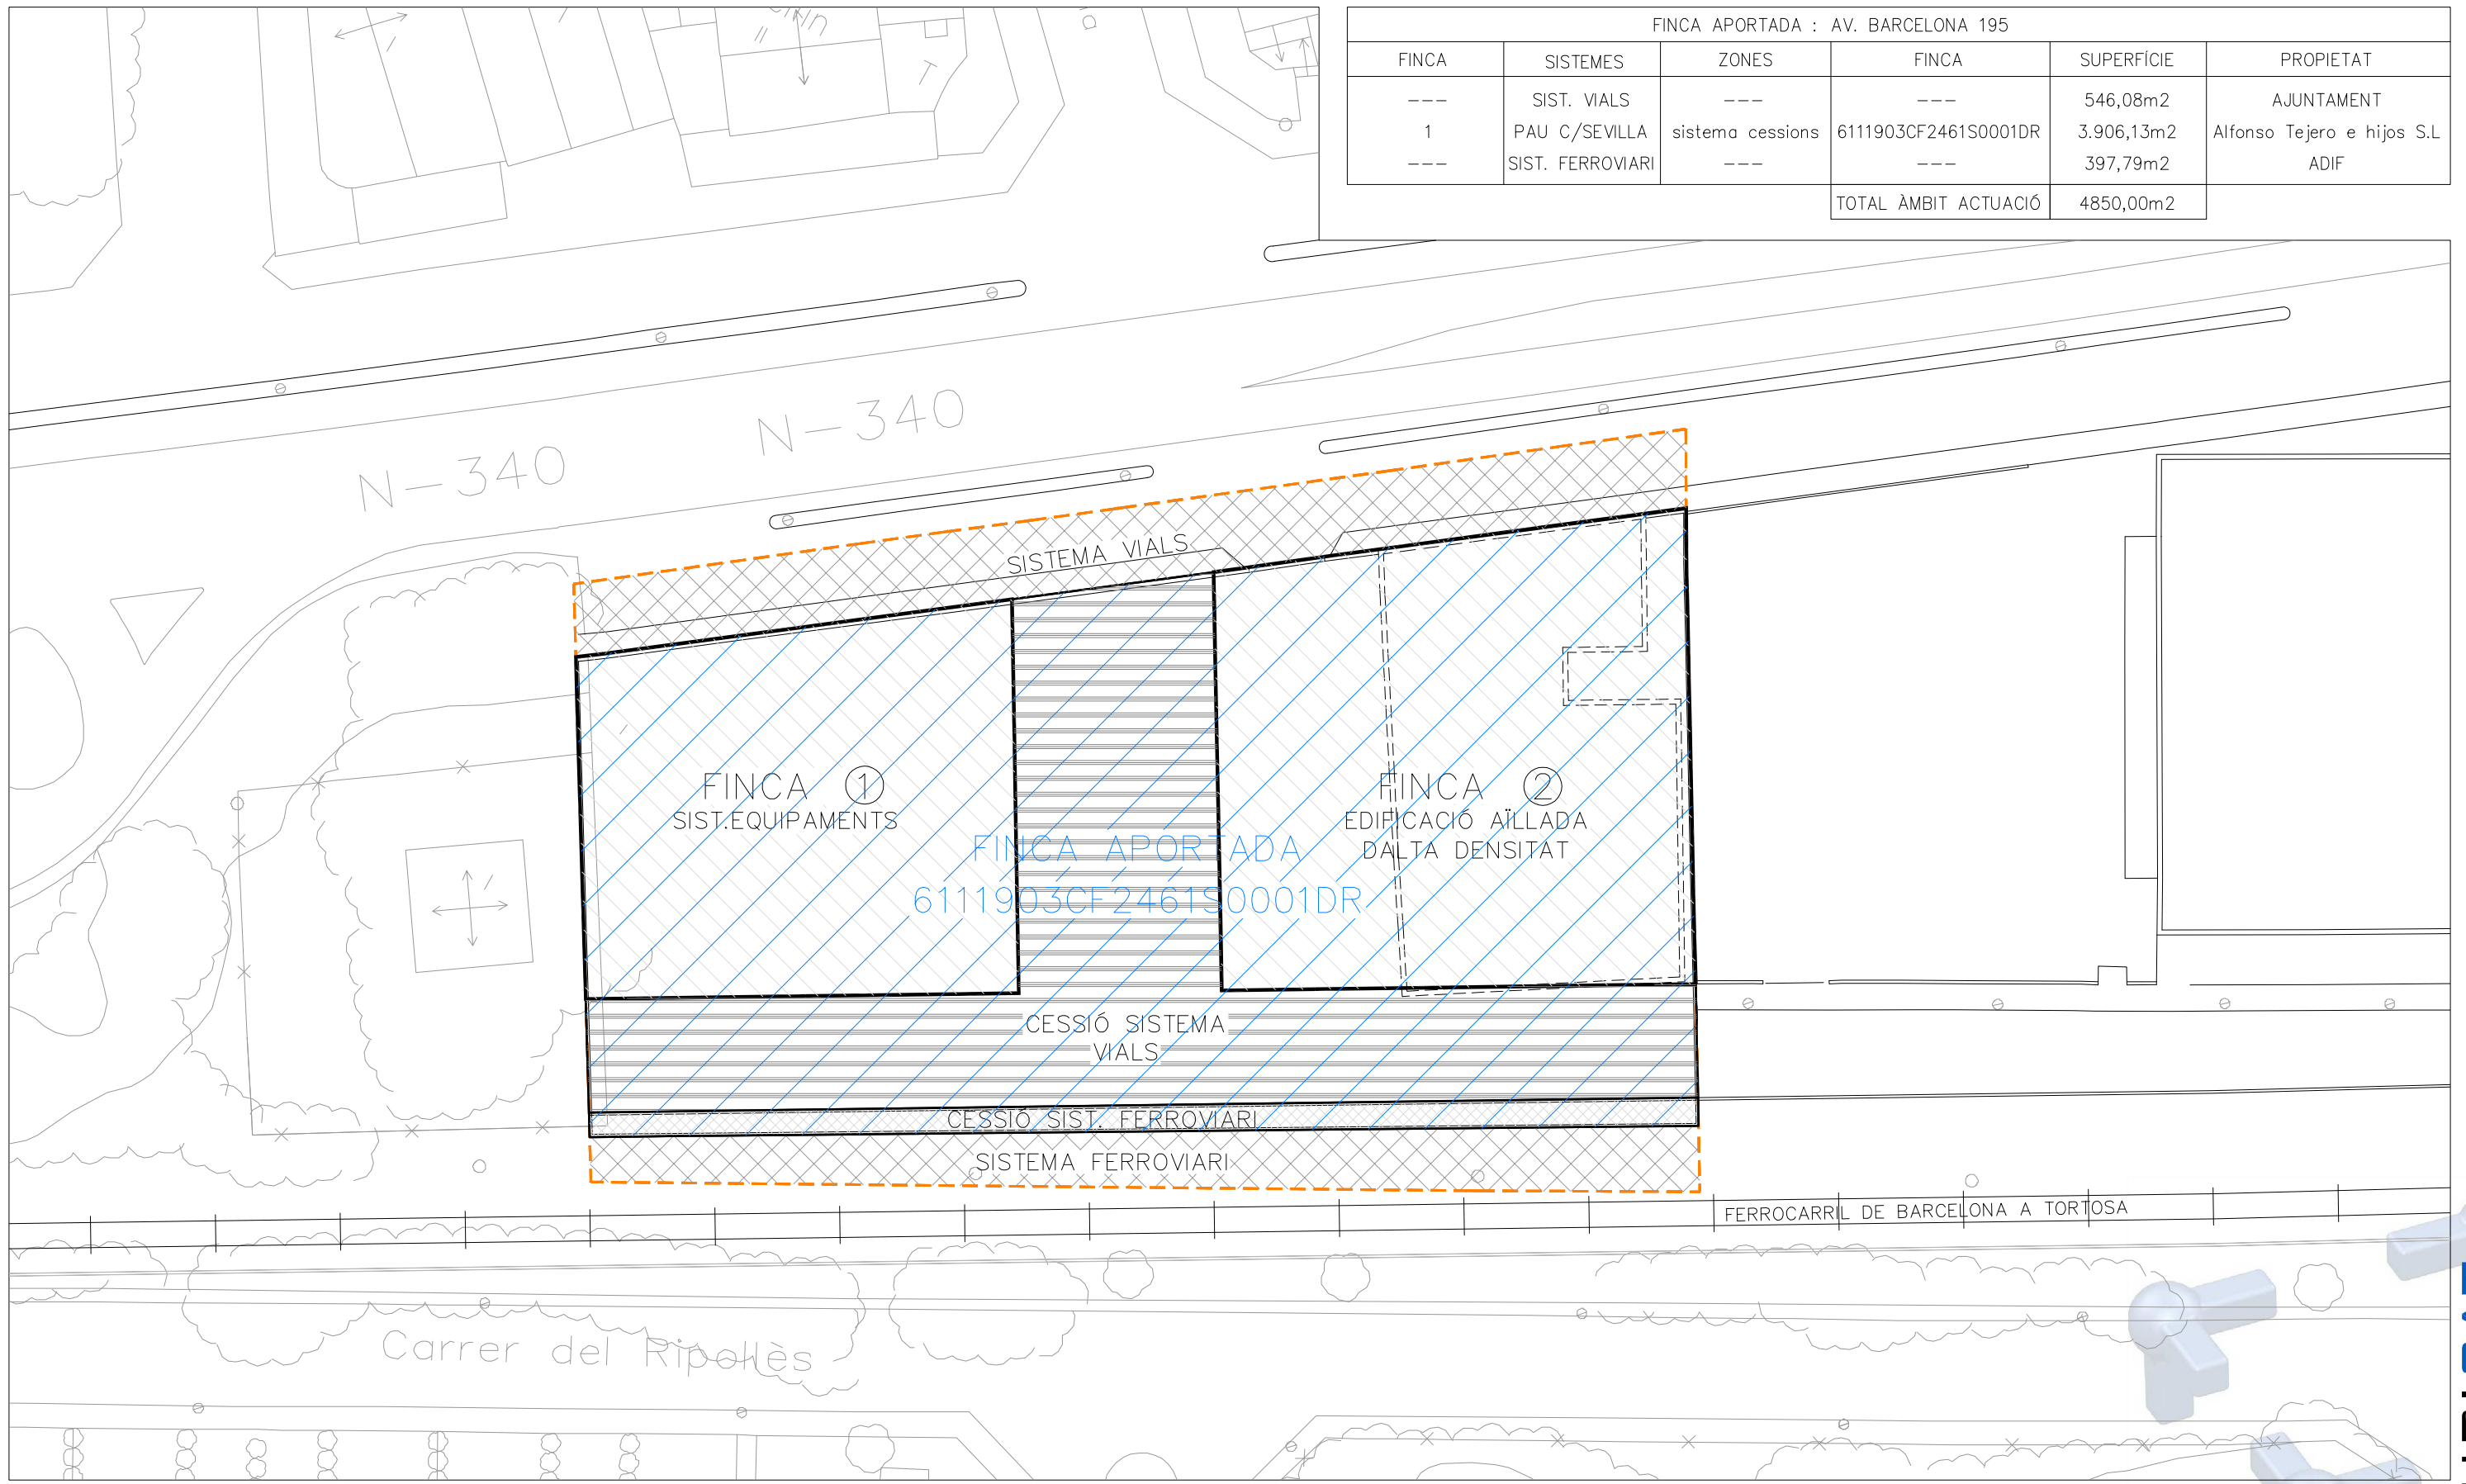 FINCA APORTADA : AV. BARCELONA 195
FINCA SISTEMES ZONES FINCA SUPERFÍCIE PROPIETAT
--- SIST. VIALS --- --- 546,08m2 AJUNTAMENT
1 PAU C/SEVILLA sistema cessions 6111903CF2461S0001DR 3.906,13m2 Alfonso Tejero e hijos S.L
--- SIST. FERROVIARI --- --- 397,79m2 ADIF
TOTAL ÀMBIT ACTUACIÓ 4850,00m2
N-340
N-340
SISTEMA VIALS
FINCA 1
SIST.EQUIPAMENTS
FINCA 2
EDIFICACIÓ AÏLLADA
DALTA DENSITAT
FINCA APORTADA
6111903CF2461S0001DR
CESSIÓ SISTEMA
VIALS
CESSIÓ SIST. FERROVIARI
SISTEMA FERROVIARI
FERROCARRIL DE BARCELONA A TORTOSA
Carrer del Ripollès